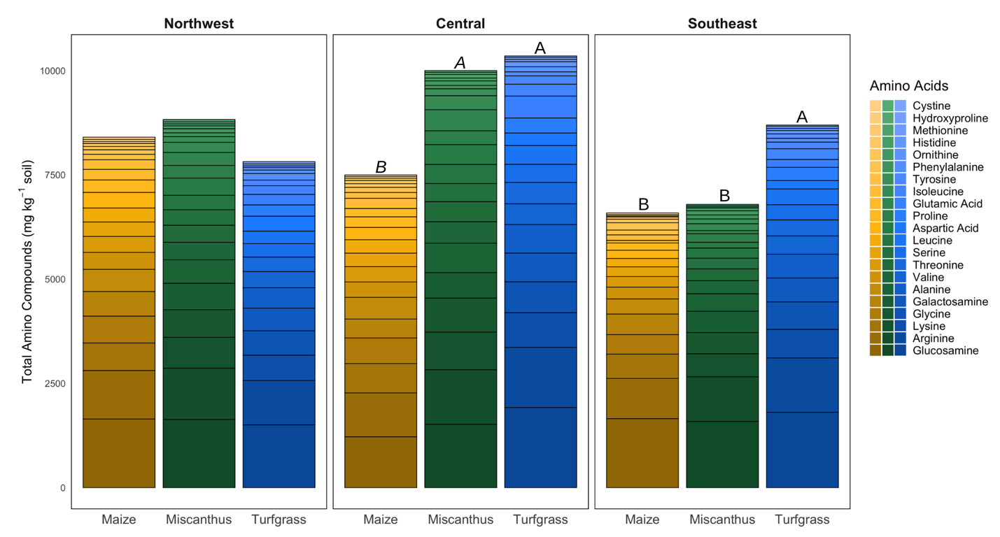 Northwest
Central
Southeast
Total Amino Compounds (mg kg⁻¹ soil)
10000
7500
5000
2500
0
B
A
A
B
B
A
Maize
Miscanthus
Turfgrass
Maize
Miscanthus
Turfgrass
Maize
Miscanthus
Turfgrass
Amino Acids
Cystine
Hydroxyproline
Methionine
Histidine
Ornithine
Phenylalanine
Tyrosine
Isoleucine
Glutamic Acid
Proline
Aspartic Acid
Leucine
Serine
Threonine
Valine
Alanine
Galactosamine
Glycine
Lysine
Arginine
Glucosamine